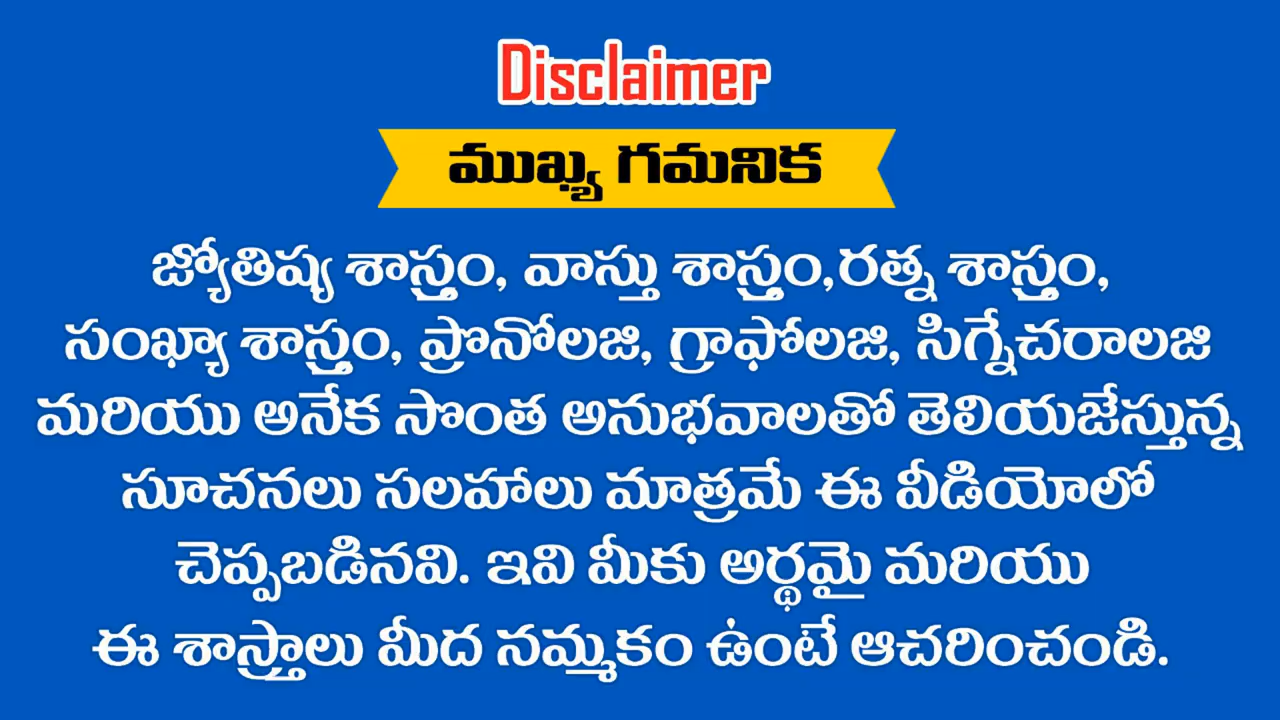 Disclaimer
ముఖ్య గమనిక
జ్యోతిష్య శాస్త్రం, వాస్తు శాస్త్రం,రత్న శాస్త్రం,
సంఖ్యా శాస్త్రం, ప్రొనోలజి, గ్రాఫోలజి, సిగ్నేచరాలజి
మరియు అనేక సొంత అనుభవాలతో తెలియజేస్తున్న
సూచనలు సలహాలు మాత్రమే ఈ వీడియోలో
చెప్పబడినవి. ఇవి మీకు అర్థమై మరియు
ఈ శాస్త్రాలు మీద నమ్మకం ఉంటే ఆచరించండి.